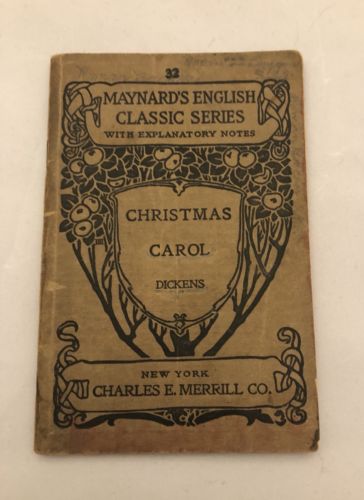 32
MAYNARD'S ENGLISH
CLASSIC SERIES
WITH EXPLANATORY NOTES
CHRISTMAS
CAROL
DICKENS
NEW YORK
CHARLES E. MERRILL CO.